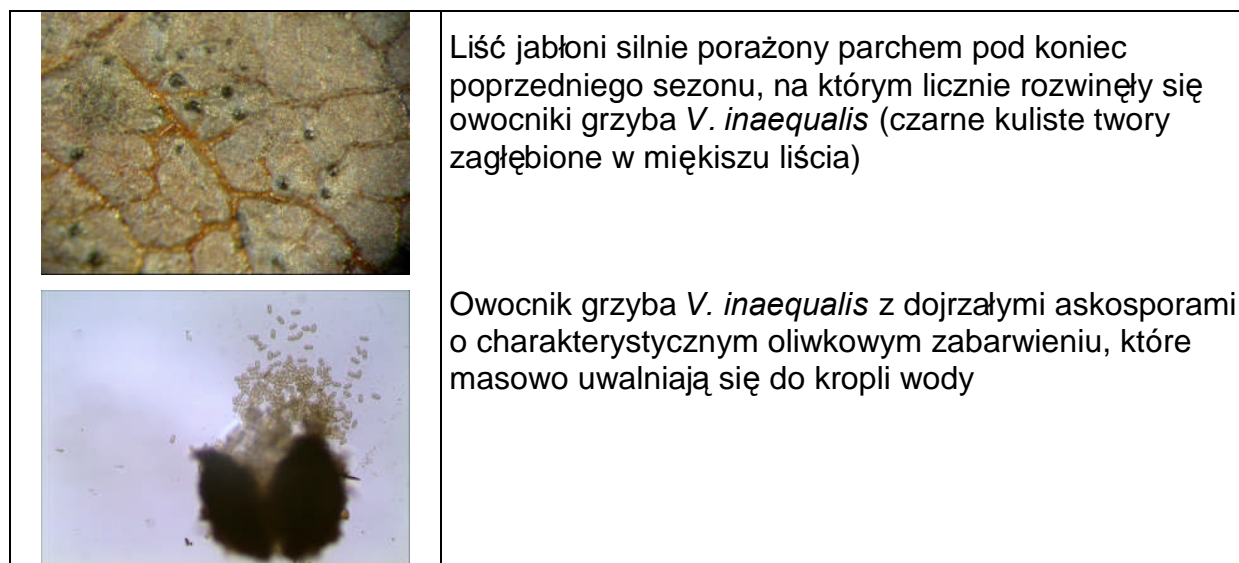 Liść jabłoni silnie porażony parchem pod koniec
poprzedniego sezonu, na którym licznie rozwinęły się
owocniki grzyba V. inaequalis (czarne kuliste twory
zagłębione w miękiszu liścia)
Owocnik grzyba V. inaequalis z dojrzałymi askosporami
o charakterystycznym oliwkowym zabarwieniu, które
masowo uwalniają się do kropli wody